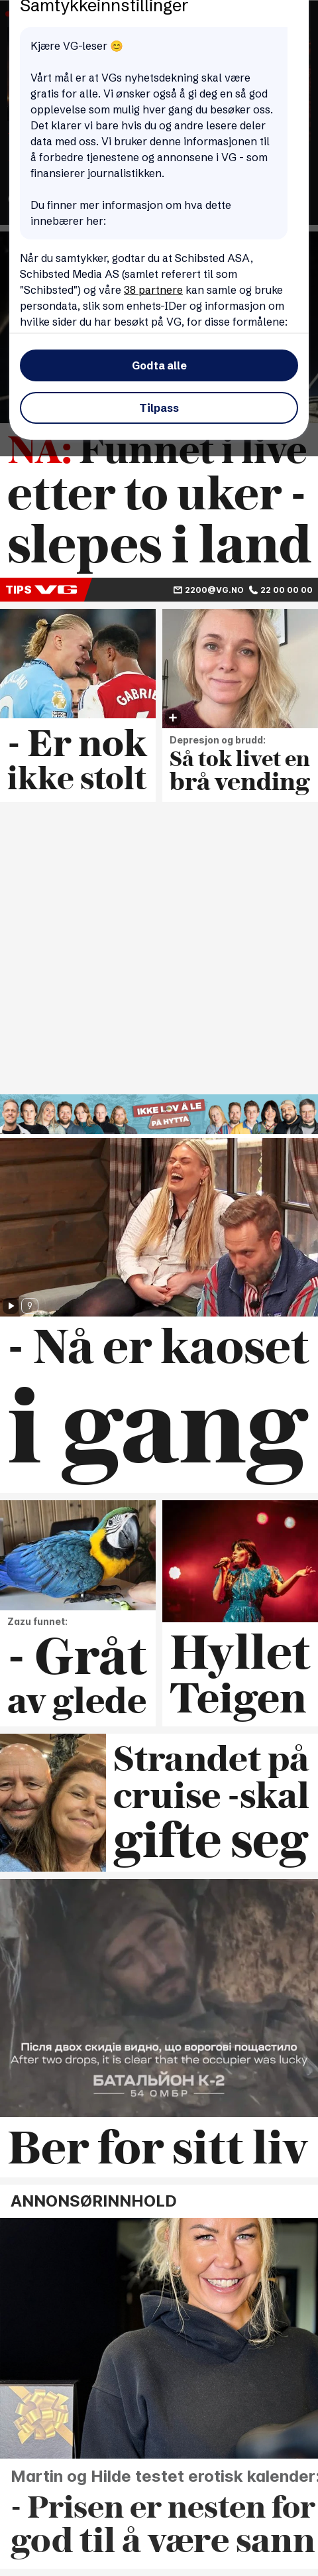 Samtykkeinnstillinger
Kjære VG-leser 😊
Vårt mål er at VGs nyhetsdekning skal være
gratis for alle. Vi ønsker også å gi deg en så god
opplevelse som mulig hver gang du besøker oss.
Det klarer vi bare hvis du og andre lesere deler
data med oss. Vi bruker denne informasjonen til
å forbedre tjenestene og annonsene i VG - som
finansierer journalistikken.
Du finner mer informasjon om hva dette
innebærer her:
Når du samtykker, godtar du at Schibsted ASA,
Schibsted Media AS (samlet referert til som
"Schibsted") og våre 38 partnere kan samle og bruke
persondata, slik som enhets-IDer og informasjon om
hvilke sider du har besøkt på VG, for disse formålene:
Godta alle
Tilpass
NÅ: Funnet i live
etter to uker -
slepes i land
TIPS VG 2200@VG.NO 22 00 00 00
GABRIEL
- Er nok
ikke stolt
Depresjon og brudd:
Så tok livet en
brå vending
IKKE LOV Å LE
PÅ HYTTA
9
- Nå er kaoset
i gang
Zazu funnet:
- Gråt
av glede
Hyllet
Teigen
Strandet på
cruise -skal
gifte seg
Після двох скидів видно, що ворогові пощастило
After two drops, it is clear that the occupier was lucky
БАТАЛЬЙОН К-2
54 ОМБР
Ber for sitt liv
ANNONSØRINNHOLD
Martin og Hilde testet erotisk kalender:
- Prisen er nesten for
god til å være sann